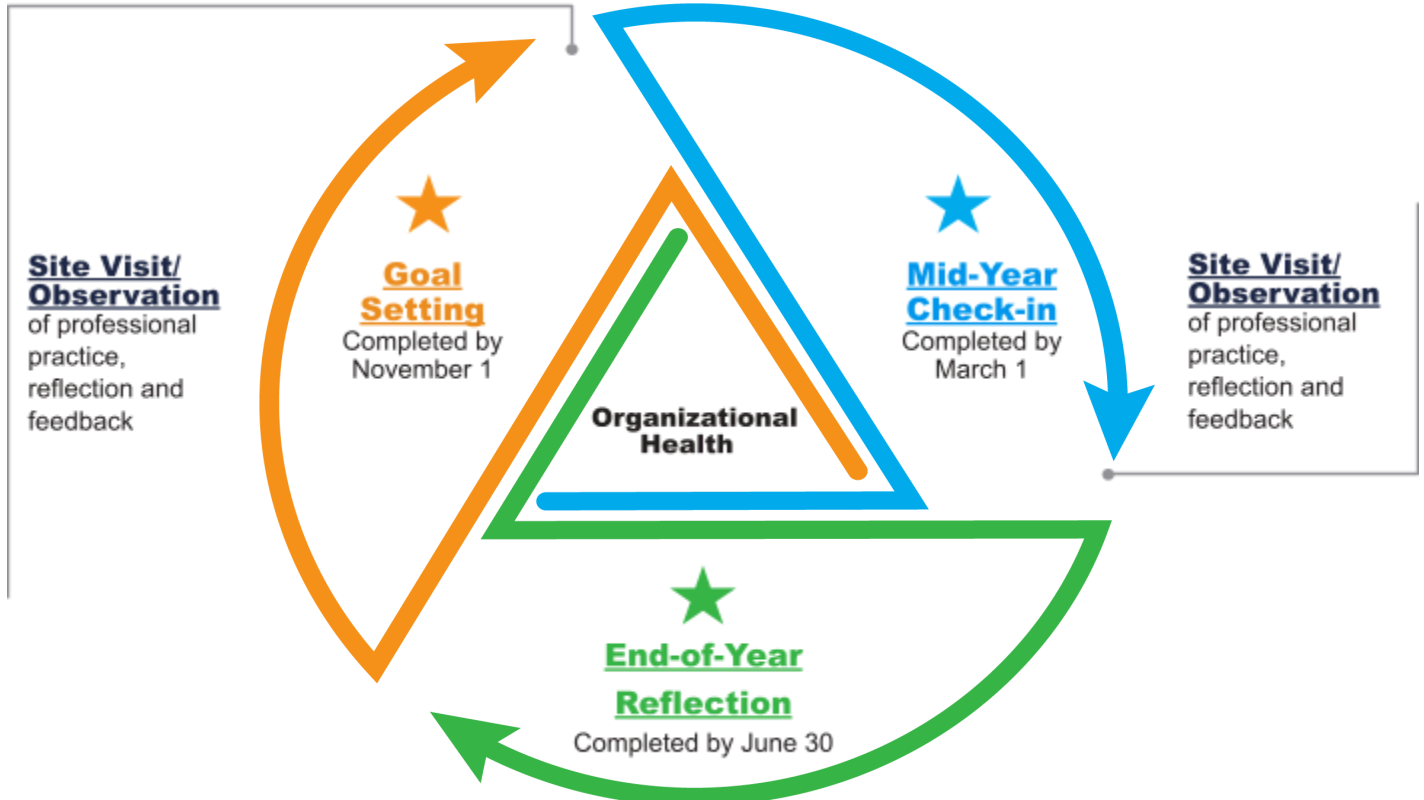 Site Visit/
Observation
of professional
practice,
reflection and
feedback
Goal
Setting
Completed by
November 1
Mid-Year
Check-in
Completed by
March 1
Site Visit/
Observation
of professional
practice,
reflection and
feedback
Organizational
Health
End-of-Year
Reflection
Completed by June 30